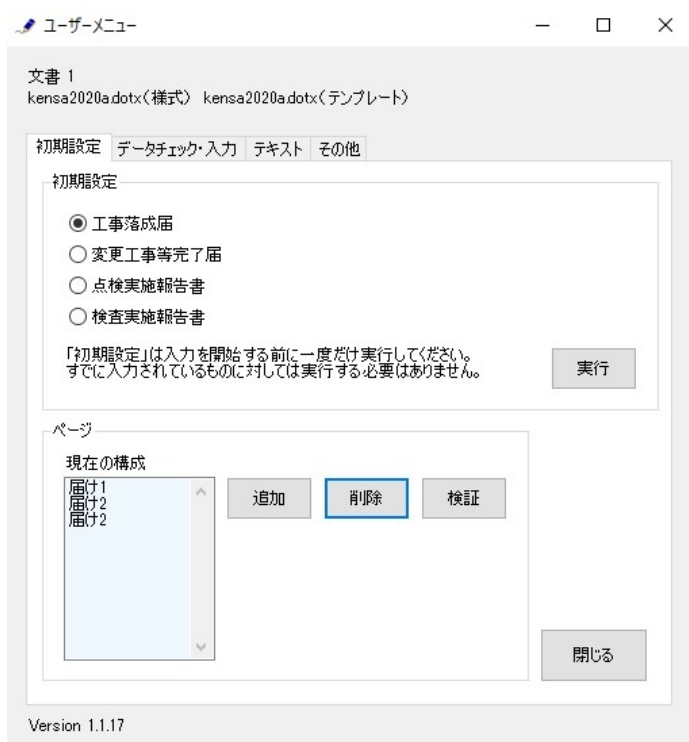 ユーザーメニュー
文書 1
kensa2020a.dotx(様式) kensa2020a.dotx(テンプレート)
初期設定 データチェック・入力 テキスト その他
初期設定
工事落成届
変更工事等完了届
点検実施報告書
検査実施報告書
「初期設定」は入力を開始する前に一度だけ実行してください。
すでに入力されているものに対しては実行する必要はありません。
実行
ページ
現在の構成
届け1
届け2
届け2
追加 削除 検証
閉じる
Version 1.1.17